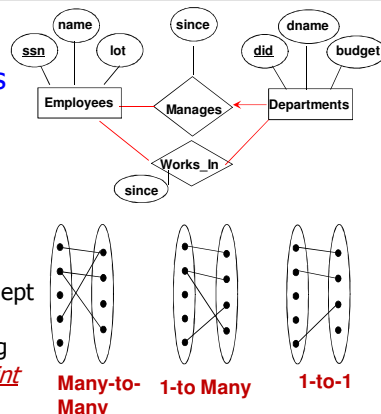 since
name
dname
ssn
lot
did
budget
s
Employees
Manages
Departments
Works_In
since
ept
g
int
Many-to-
Many
1-to Many
1-to-1